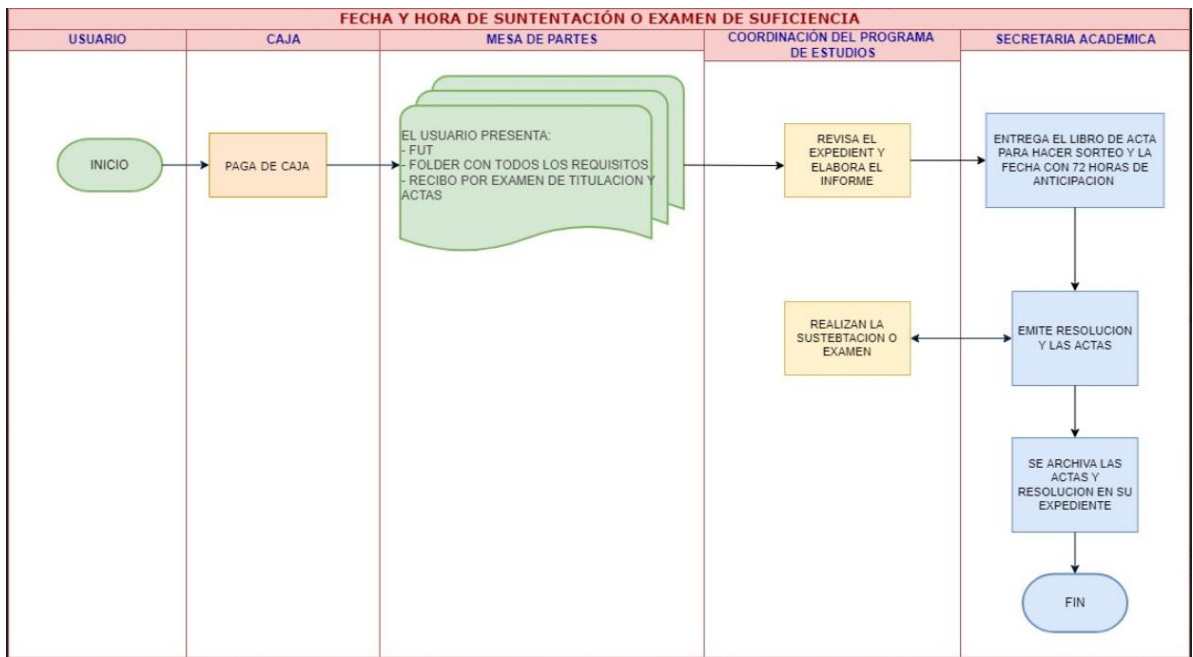 FECHA Y HORA DE SUNTENTACIÓN O EXAMEN DE SUFICIENCIA
USUARIO
CAJA
MESA DE PARTES
COORDINACIÓN DEL PROGRAMA
DE ESTUDIOS
SECRETARIA ACADEMICA
INICIO
PAGA DE CAJA
EL USUARIO PRESENTA:
- FUT
- FOLDER CON TODOS LOS REQUISITOS
- RECIBO POR EXAMEN DE TITULACION Y
ACTAS
REVISA EL
EXPEDIENT Y
ELABORA EL
INFORME
ENTREGA EL LIBRO DE ACTA
PARA HACER SORTEO Y LA
FECHA CON 72 HORAS DE
ANTICIPACION
REALIZAN LA
SUSTEBTACION O
EXAMEN
EMITE RESOLUCION
Y LAS ACTAS
SE ARCHIVA LAS
ACTAS Y
RESOLUCION EN SU
EXPEDIENTE
FIN